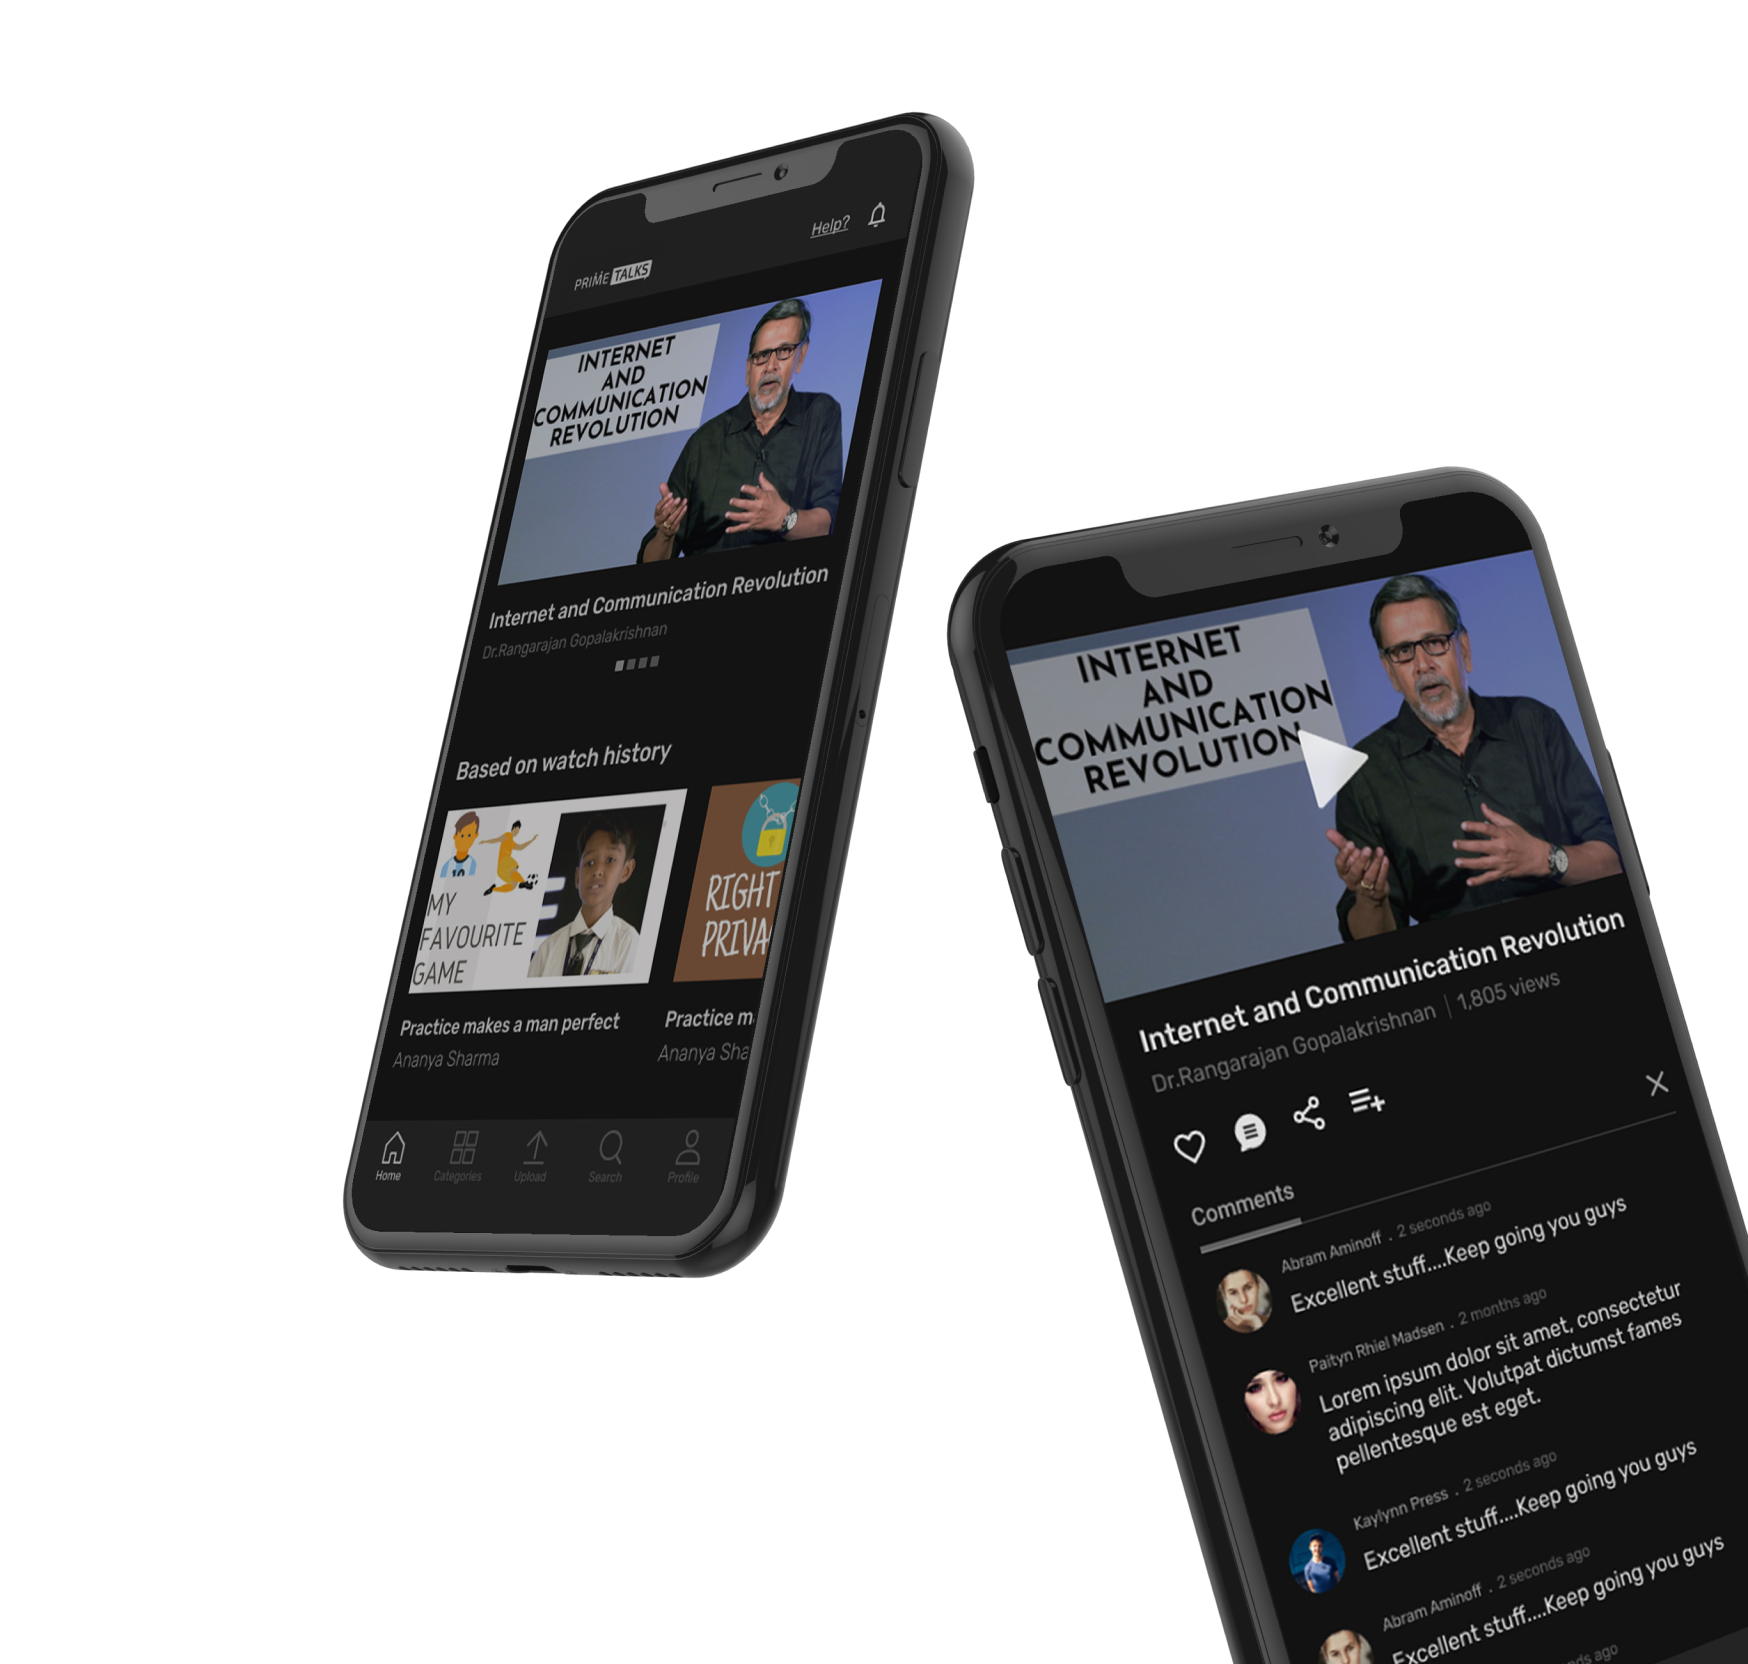 Help?
PRIME TALKS
INTERNET
AND
COMMUNICATION
REVOLUTION
Internet and Communication Revolution
Dr.Rangarajan Gopalakrishnan
Based on watch history
10
MY
FAVOURITE
GAME
RIGHT
PRIVA
Practice makes a man perfect
Ananya Sharma
Practice m
Ananya Sha
Home Categories Upload Search Profile
INTERNET
AND
COMMUNICATION
REVOLUTION
Internet and Communication Revolution
Dr.Rangarajan Gopalakrishnan | 1,805 views
Comments
Abram Aminoff . 2 seconds ago
Excellent stuff....Keep going you guys
Paityn Rhiel Madsen . 2 months ago
Lorem ipsum dolor sit amet, consectetur
adipiscing elit. Volutpat dictumst fames
pellentesque est eget.
Kaylynn Press . 2 seconds ago
Excellent stuff....Keep going you guys
Abram Aminoff . 2 seconds ago
Excellent stuff....Keep going you guys
ds ago